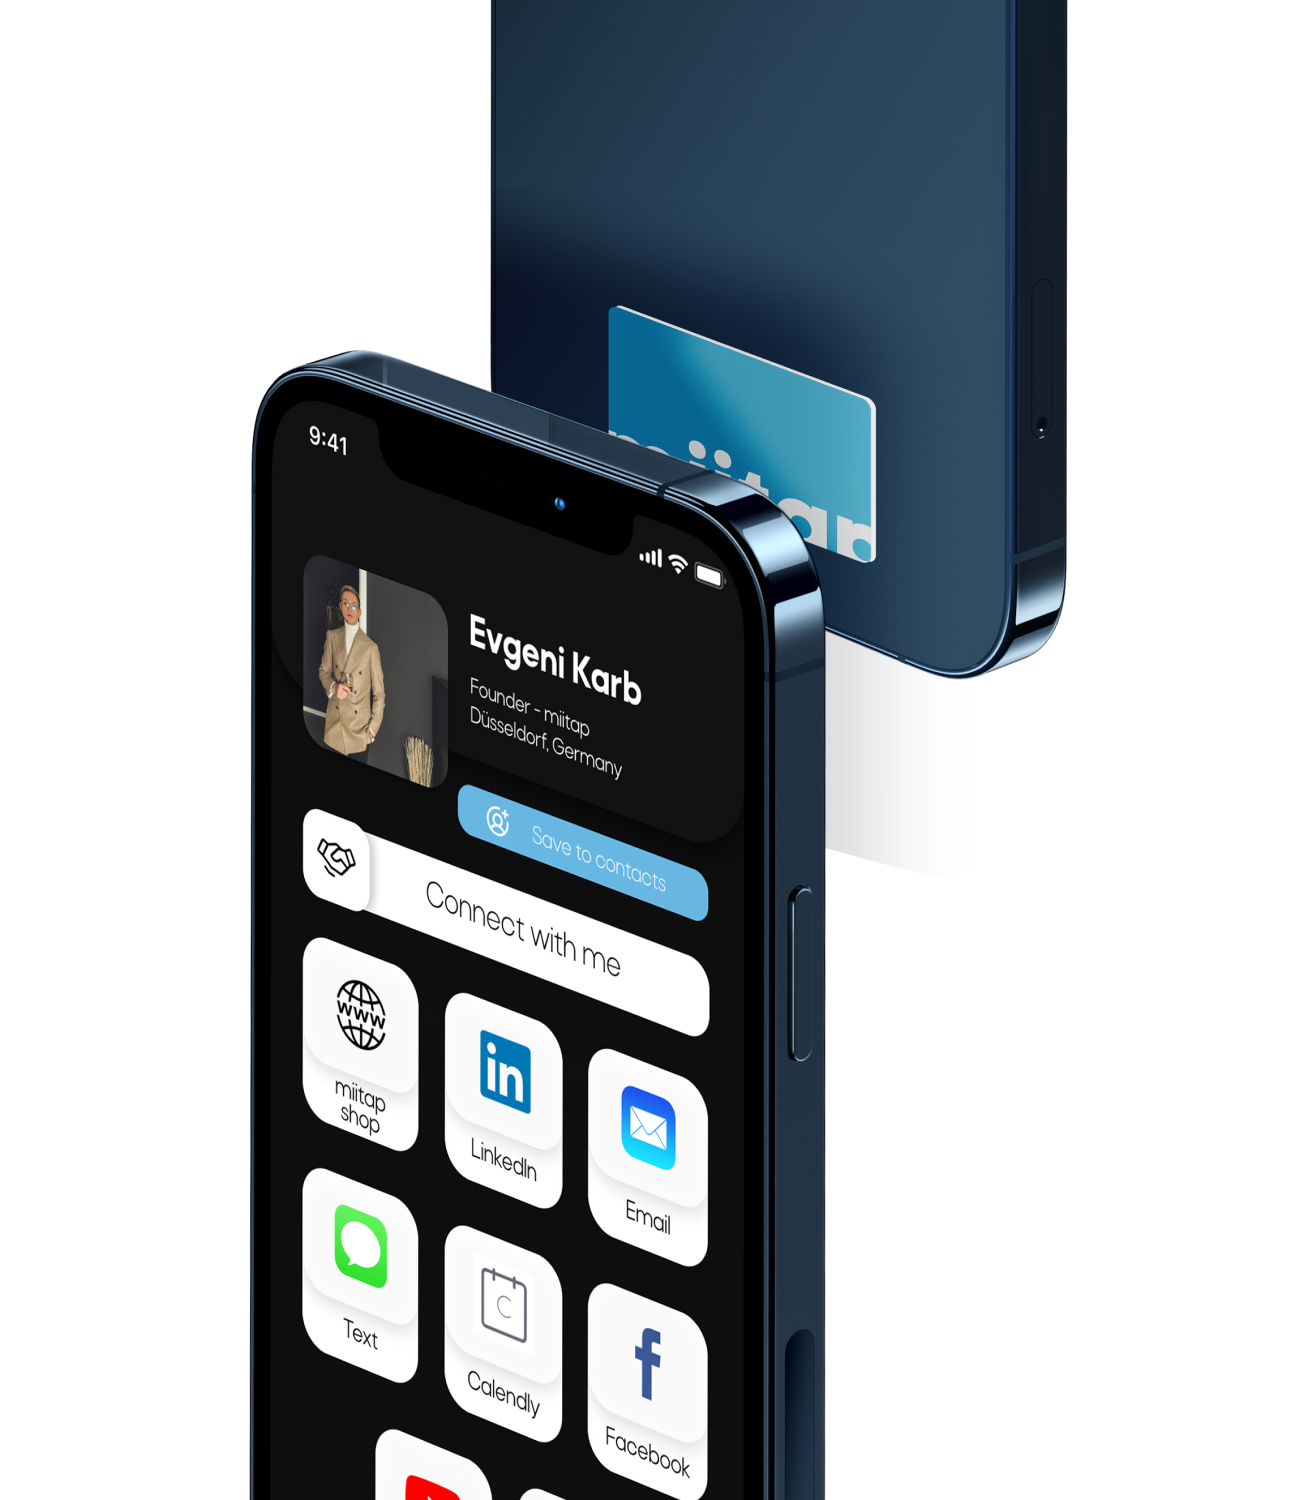 miitap
9:41
Evgeni Karb
Founder - miitap
Düsseldorf, Germany
Save to contacts
Connect with me
www
miitap
shop
in
LinkedIn
Email
Text
C
Calendly
f
Facebook